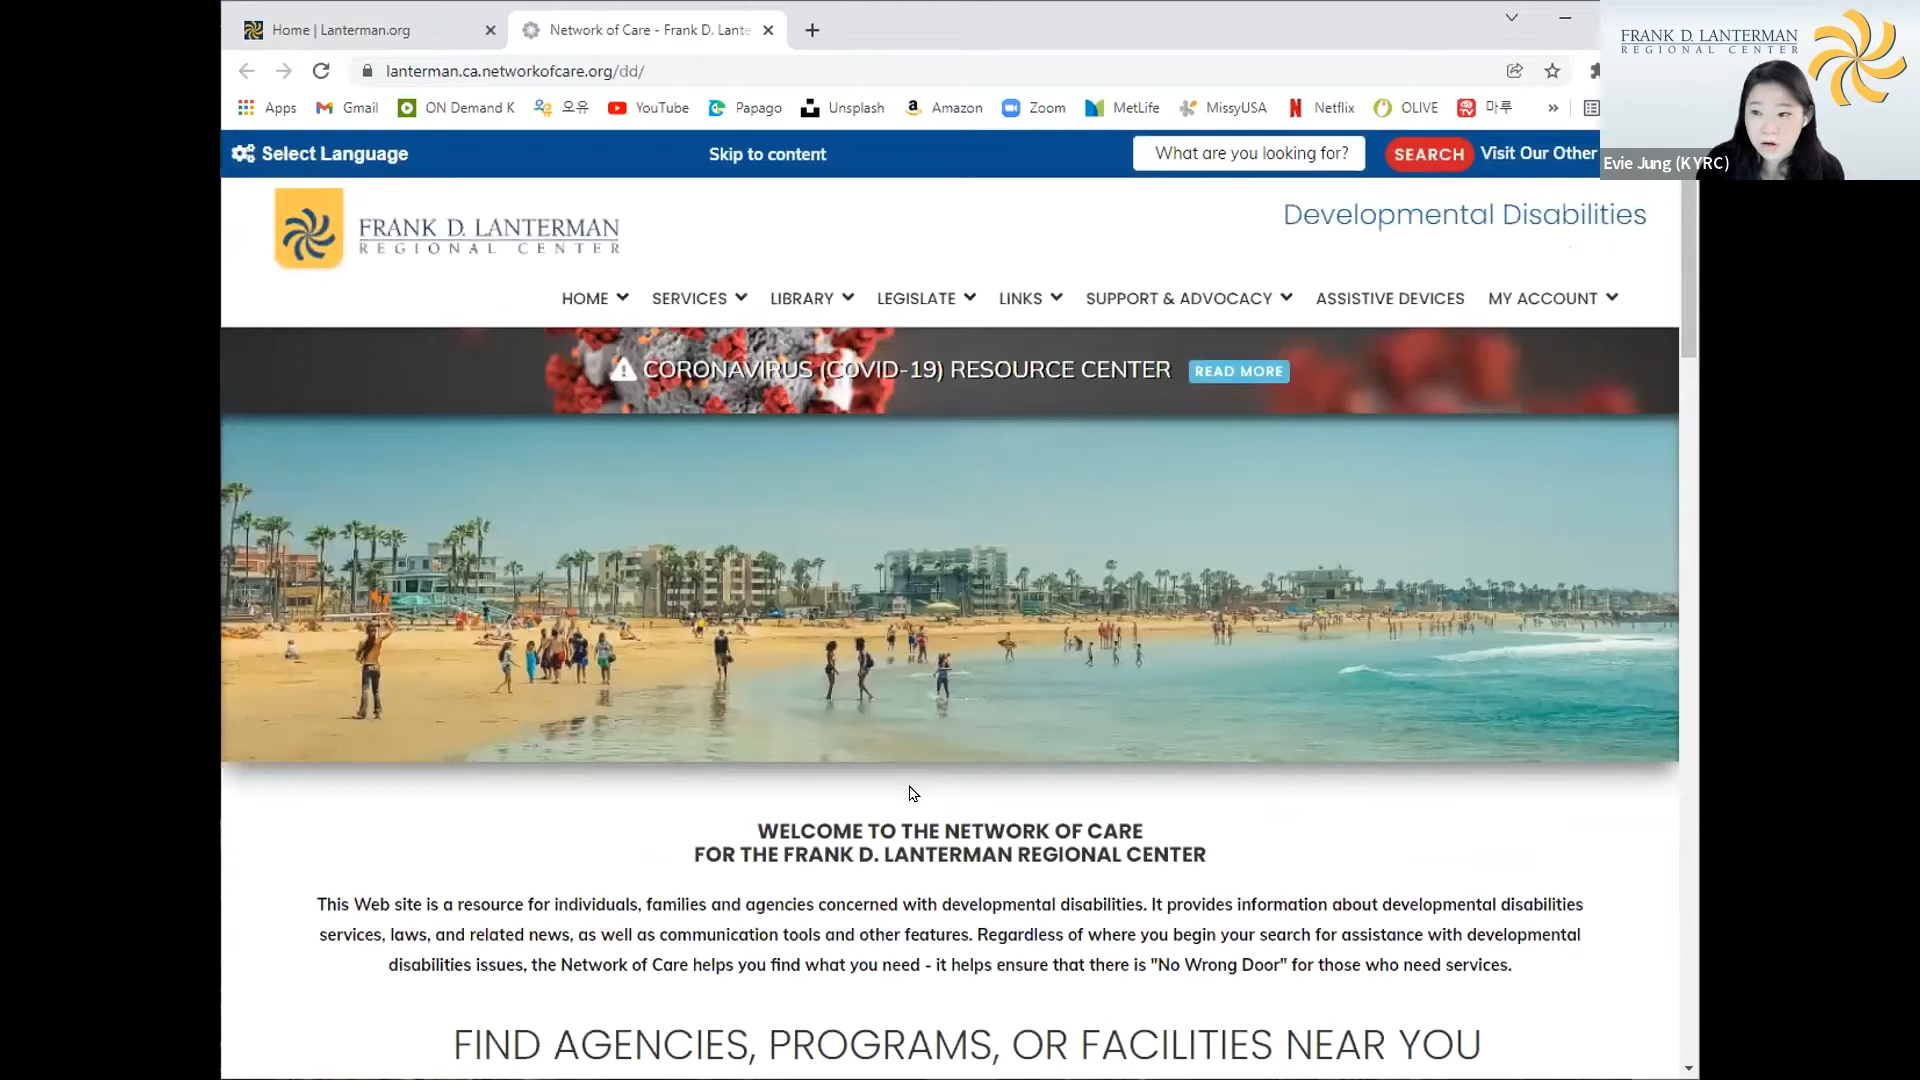 Home | Lanterman.org
Network of Care - Frank D. Lante
lanterman.ca.networkofcare.org/dd/
Apps Gmail ON Demand K 오유 YouTube Papago Unsplash Amazon Zoom MetLife MissyUSA Netflix OLIVE 마루 »
Select Language
Skip to content
What are you looking for?
SEARCH
Visit Our Other
FRANK D. LANTERMAN
REGIONAL CENTER
Evie Jung (KYRC)
FRANK D. LANTERMAN
REGIONAL CENTER
Developmental Disabilities
HOME SERVICES LIBRARY LEGISLATE LINKS SUPPORT & ADVOCACY ASSISTIVE DEVICES MY ACCOUNT
CORONAVIRUS (COVID-19) RESOURCE CENTER READ MORE
WELCOME TO THE NETWORK OF CARE
FOR THE FRANK D. LANTERMAN REGIONAL CENTER
This Web site is a resource for individuals, families and agencies concerned with developmental disabilities. It provides information about developmental disabilities
services, laws, and related news, as well as communication tools and other features. Regardless of where you begin your search for assistance with developmental
disabilities issues, the Network of Care helps you find what you need - it helps ensure that there is "No Wrong Door" for those who need services.
FIND AGENCIES, PROGRAMS, OR FACILITIES NEAR YOU